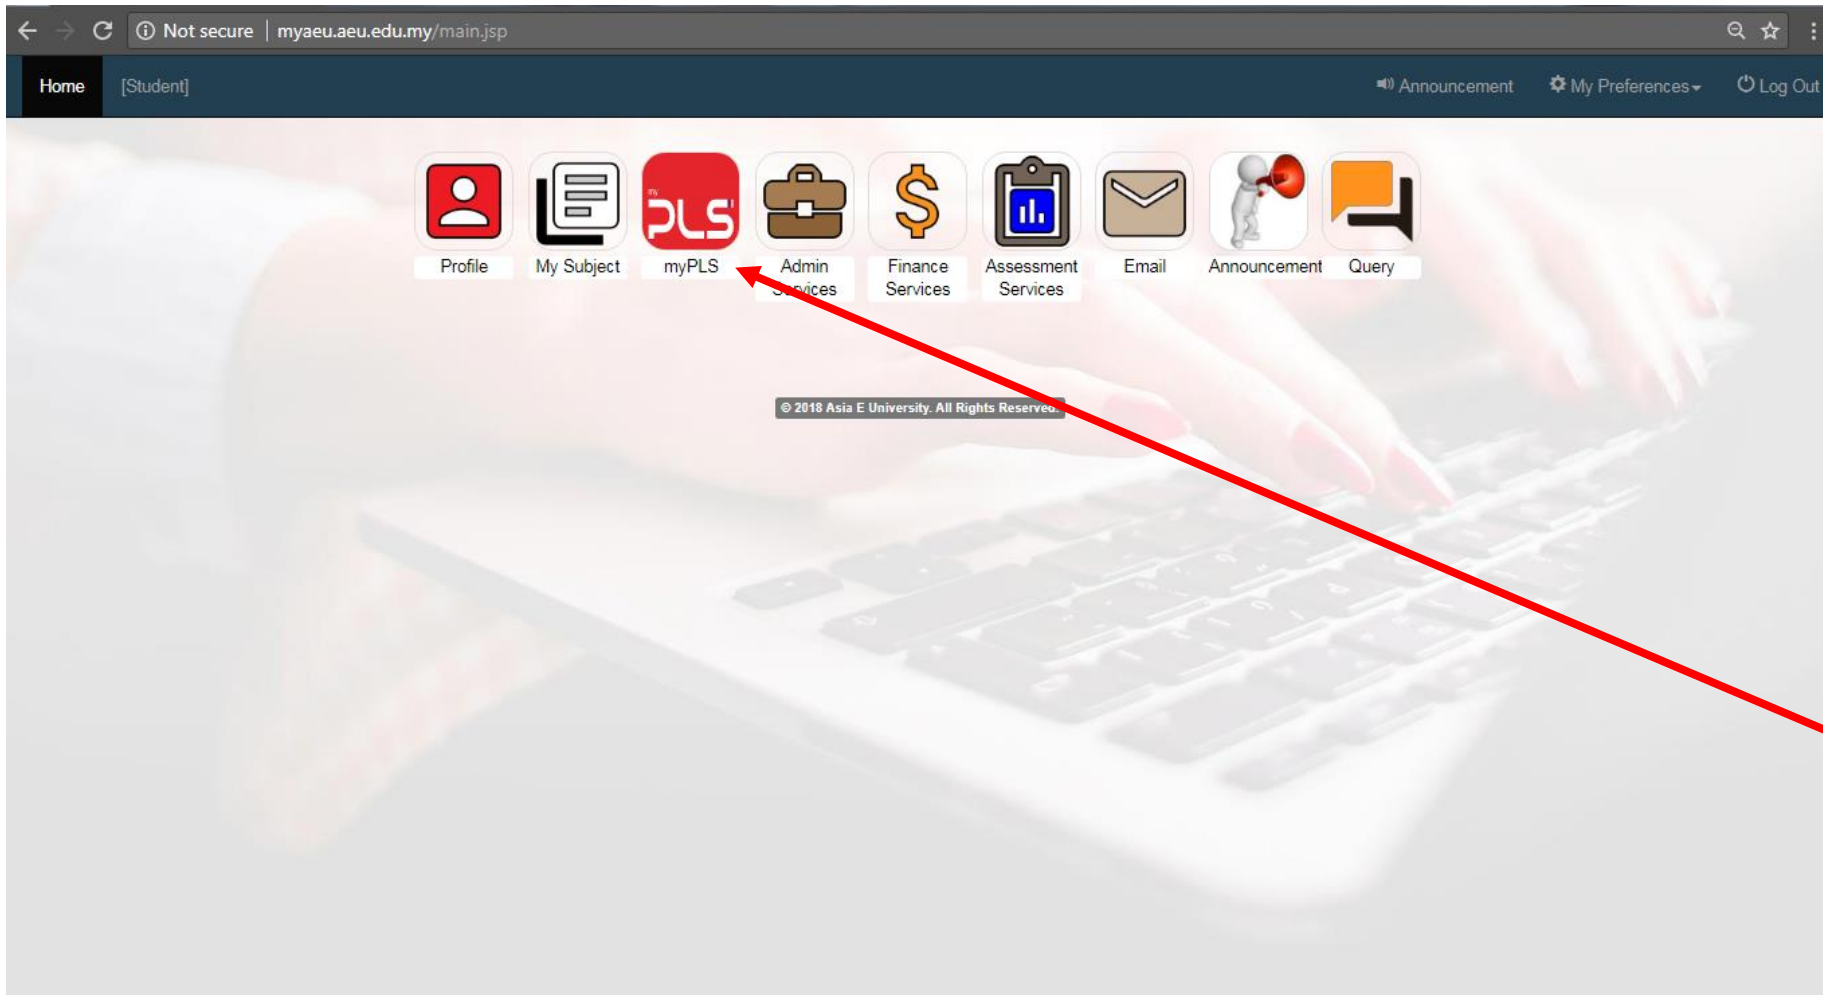 Not secure | myaeu.aeu.edu.my/main.jsp
Home [Student] Announcement My Preferences Log Out
my
PLS
Profile My Subject myPLS Admin Services Finance Services Assessment Services Email Announcement Query
© 2018 Asia E University. All Rights Reserved.